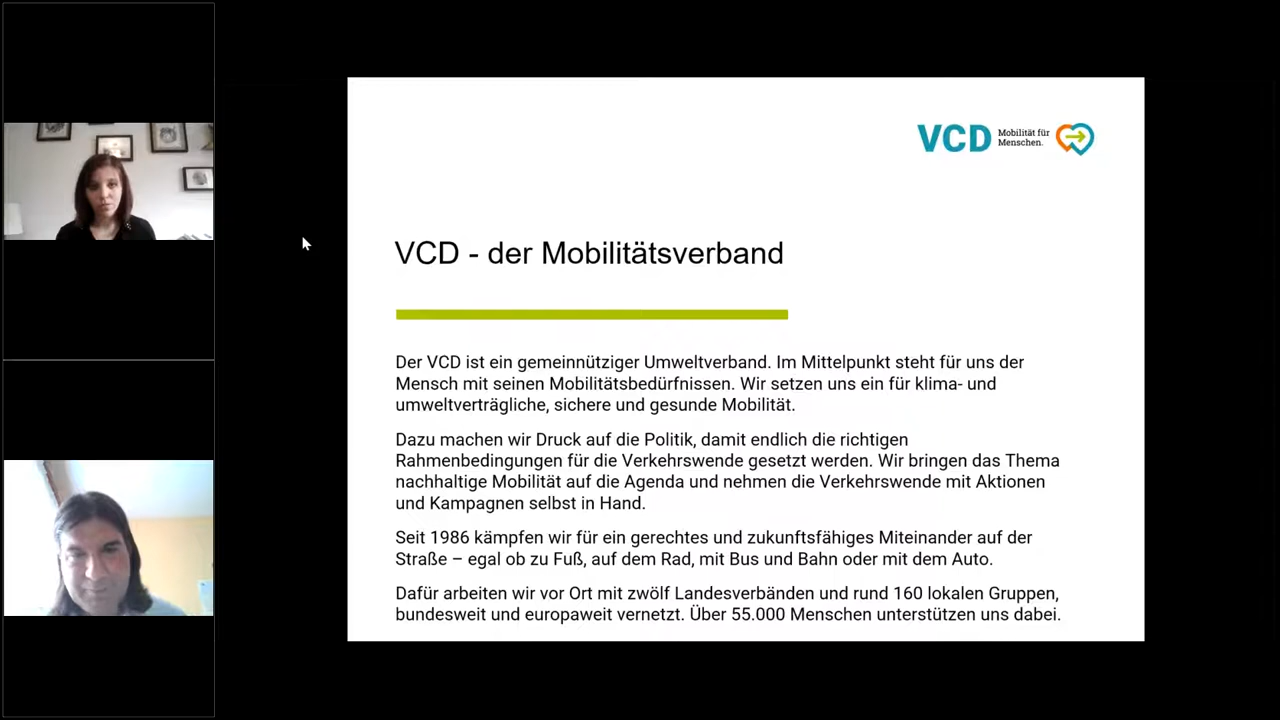 VCD Mobilität für
Menschen.
VCD - der Mobilitätsverband
Der VCD ist ein gemeinnütziger Umweltverband. Im Mittelpunkt steht für uns der
Mensch mit seinen Mobilitätsbedürfnissen. Wir setzen uns ein für klima- und
umweltverträgliche, sichere und gesunde Mobilität.
Dazu machen wir Druck auf die Politik, damit endlich die richtigen
Rahmenbedingungen für die Verkehrswende gesetzt werden. Wir bringen das Thema
nachhaltige Mobilität auf die Agenda und nehmen die Verkehrswende mit Aktionen
und Kampagnen selbst in Hand.
Seit 1986 kämpfen wir für ein gerechtes und zukunftsfähiges Miteinander auf der
Straße – egal ob zu Fuß, auf dem Rad, mit Bus und Bahn oder mit dem Auto.
Dafür arbeiten wir vor Ort mit zwölf Landesverbänden und rund 160 lokalen Gruppen,
bundesweit und europaweit vernetzt. Über 55.000 Menschen unterstützen uns dabei.